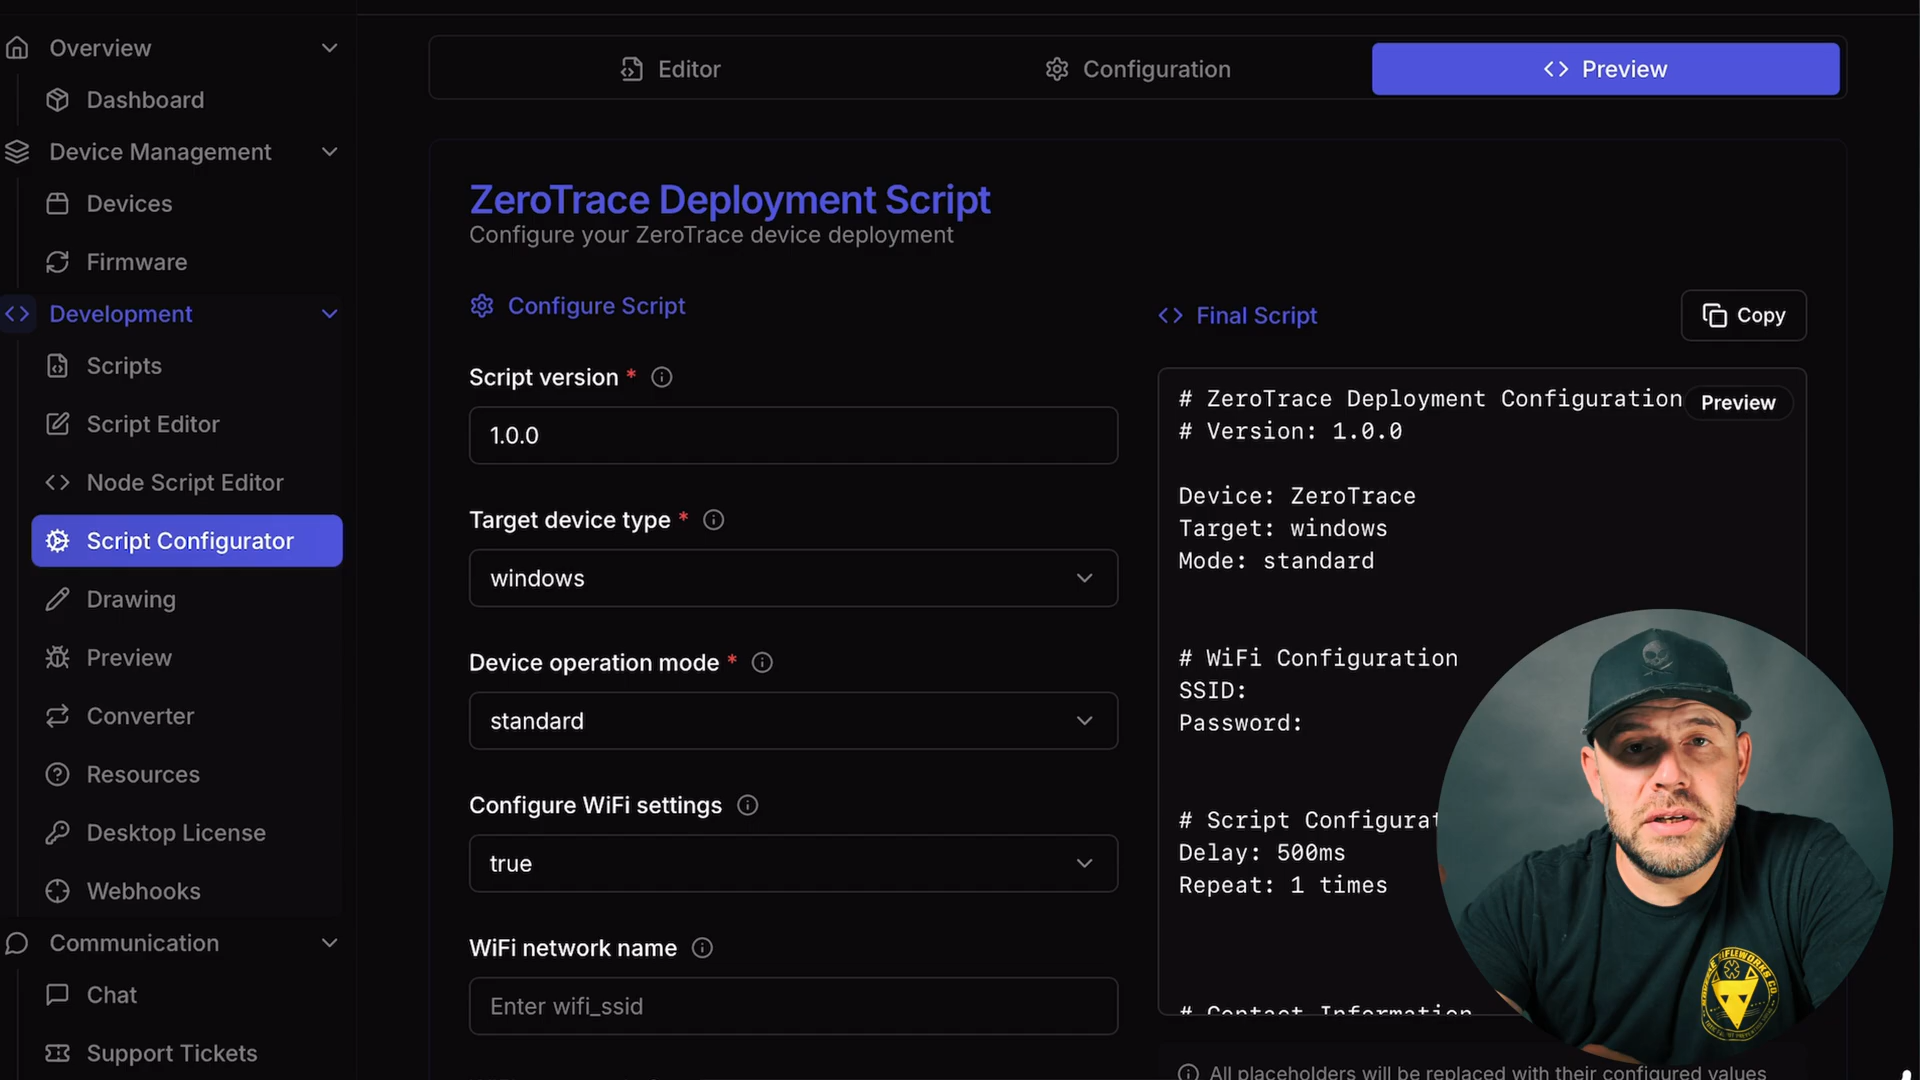 Overview
Dashboard
Device Management
Devices
Firmware
Development
Scripts
Script Editor
Node Script Editor
Script Configurator
Drawing
Preview
Converter
Resources
Desktop License
Webhooks
Communication
Chat
Support Tickets
Editor
Configuration
Preview
ZeroTrace Deployment Script
Configure your ZeroTrace device deployment
Configure Script
Script version *
1.0.0
Target device type *
windows
Device operation mode *
standard
Configure WiFi settings
true
WiFi network name
Enter wifi_ssid
Final Script
Copy
Preview
# ZeroTrace Deployment Configuration
# Version: 1.0.0
Device: ZeroTrace
Target: windows
Mode: standard
# WiFi Configuration
SSID:
Password:
# Script Configurat
Delay: 500ms
Repeat: 1 times
# Contact Information
All placeholders will be replaced with their configured values